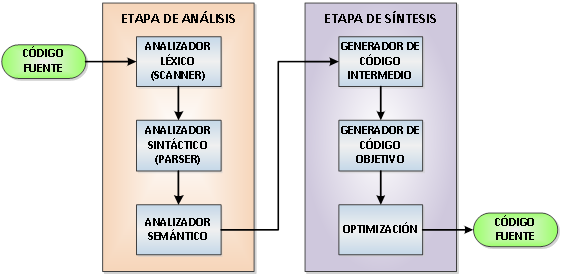 ETAPA DE ANÁLISIS
ETAPA DE SÍNTESIS
CÓDIGO
FUENTE
ANALIZADOR
LÉXICO
(SCANNER)
ANALIZADOR
SINTÁCTICO
(PARSER)
ANALIZADOR
SEMÁNTICO
GENERADOR DE
CÓDIGO
INTERMEDIO
GENERADOR DE
CÓDIGO
OBJETIVO
OPTIMIZACIÓN
CÓDIGO
FUENTE